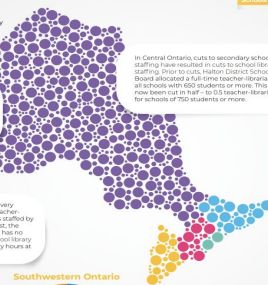 In Central Ontario, cuts to secondary school
staffing have resulted in cuts to school libra
staffing. Prior to cuts, Halton District School
Board allocated a full-time teacher-librarian
all schools with 650 students or more. This
now been cut in half – to 0.5 teacher-librari
for schools of 750 students or more.
very
acher-
s staffed by
st, the
has no
ool library
y hours at
Southwestern Ontario